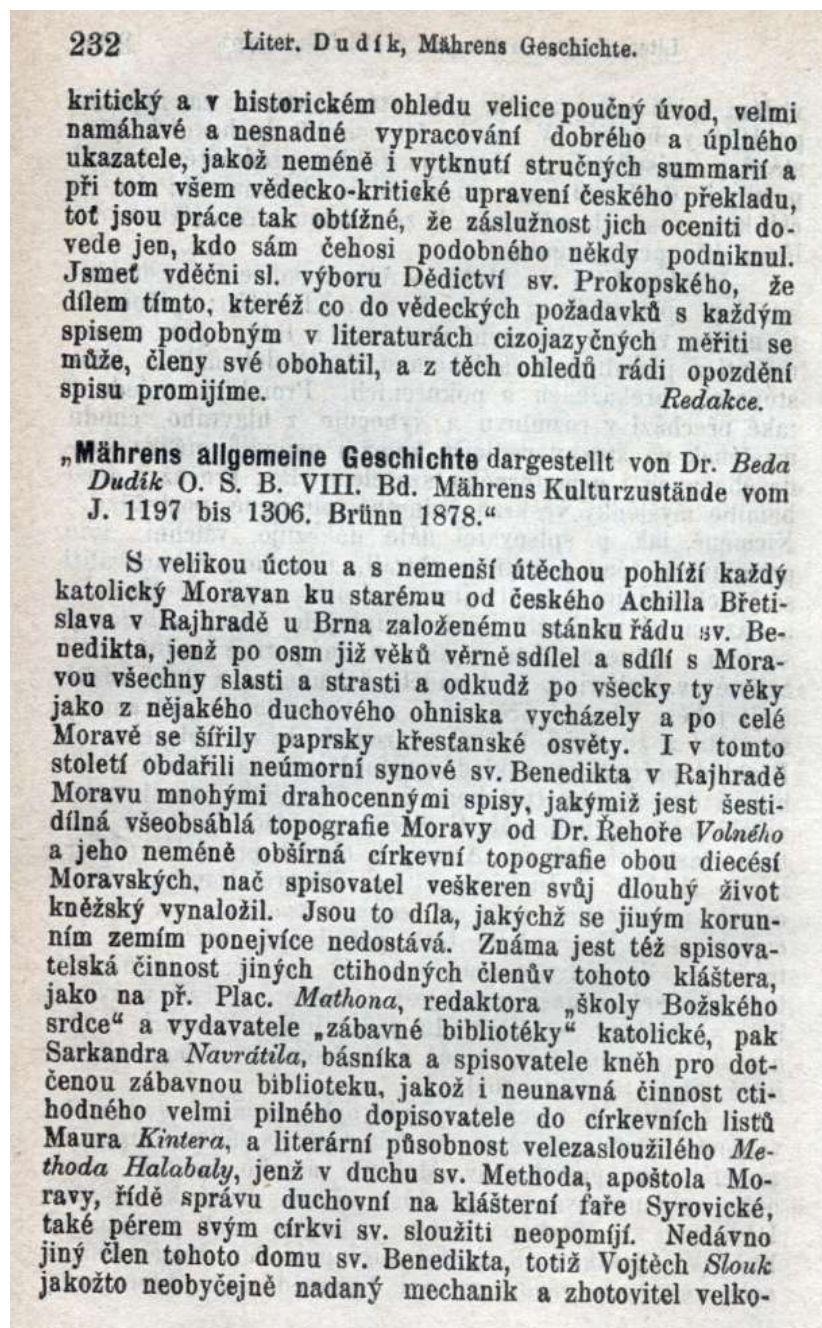 232 Liter. Dudík, Mährens Geschichte.
kritický a v historickém ohledu velice poučný úvod, velmi
namáhavé a nesnadné vypracování dobrého a úplného
ukazatele, jakož neméně i vytknutí stručných summarií a
při tom všem vědecko-kritické upravení českého překladu,
toť jsou práce tak obtížné, že záslužnost jich oceniti do-
vede jen, kdo sám čehosi podobného někdy podniknul.
Jsmeť vděčni sl. výboru Dědictví sv. Prokopského, že
dílem tímto, kteréž co do vědeckých požadavků s každým
spisem podobným v literaturách cizojazyčných měřiti se
může, členy své obohatil, a z těch ohledů rádi opozdění
spisu promijíme. Redakce.
„Mährens allgemeine Geschichte dargestellt von Dr. Beda
Dudík O. S. B. VIII. Bd. Mährens Kulturzustände vom
J. 1197 bis 1306. Brünn 1878.“
S velikou úctou a s nemenší útěchou pohlíží každý
katolický Moravan ku starému od českého Achilla Břeti-
slava v Rajhradě u Brna založenému stánku řádu sv. Be-
nedikta, jenž po osm již věků věrně sdílel a sdílí s Mora-
vou všechny slasti a strasti a odkudž po všecky ty věky
jako z nějakého duchového ohniska vycházely a po celé
Moravě se šířily paprsky křesťanské osvěty. I v tomto
století obdařili neúmorní synové sv. Benedikta v Rajhradě
Moravu mnohými drahocennými spisy, jakýmiž jest šesti-
dílná všeobsáhlá topografie Moravy od Dr. Řehoře Volného
a jeho neméně obšírná církevní topografie obou diecésí
Moravských, nač spisovatel veškeren svůj dlouhý život
kněžský vynaložil. Jsou to díla, jakýchž se jiným korun-
ním zemím ponejvíce nedostává. Známa jest též spisova-
telská činnost jiných ctihodných členův tohoto kláštera,
jako na př. Plac. Mathona, redaktora „školy Božského
srdce“ a vydavatele „zábavné bibliotéky“ katolické, pak
Sarkandra Navrátila, básníka a spisovatele kněh pro dot-
čenou zábavnou biblioteku, jakož i neunavná činnost cti-
hodného velmi pilného dopisovatele do církevních listů
Maura Kintera, a literární působnost velezasloužilého Me-
thoda Halabaly, jenž v duchu sv. Methoda, apoštola Mo-
ravy, řídě správu duchovní na klášterní faře Syrovické,
také pérem svým církvi sv. sloužiti neopomíjí. Nedávno
jiný člen tohoto domu sv. Benedikta, totiž Vojtěch Slouk
jakožto neobyčejně nadaný mechanik a zhotovitel velko-